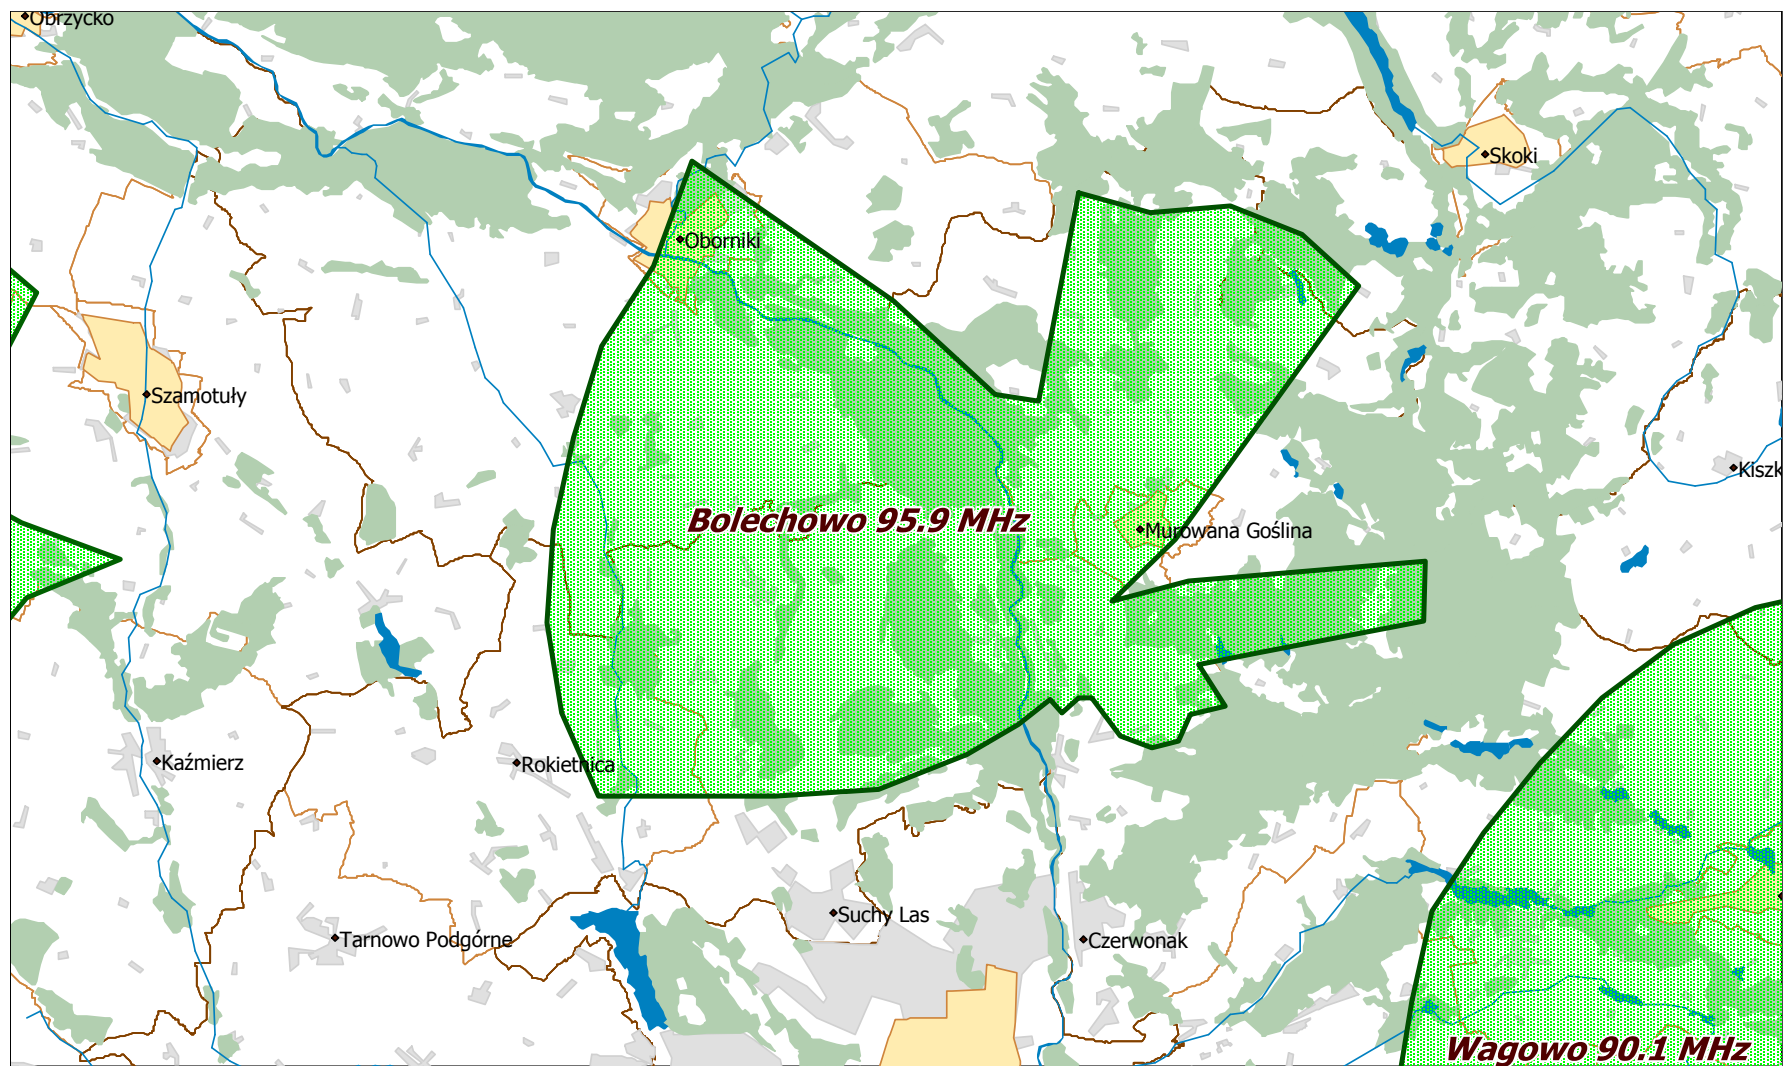 Obrzycko
Skoki
Oborniki
Szamotuły
Kiszk
Bolechowo 95.9 MHz
Murowana Goślina
Kaźmierz
Rokietnica
Suchy Las
Tarnowo Podgórne
Czerwonak
Wagowo 90.1 MHz